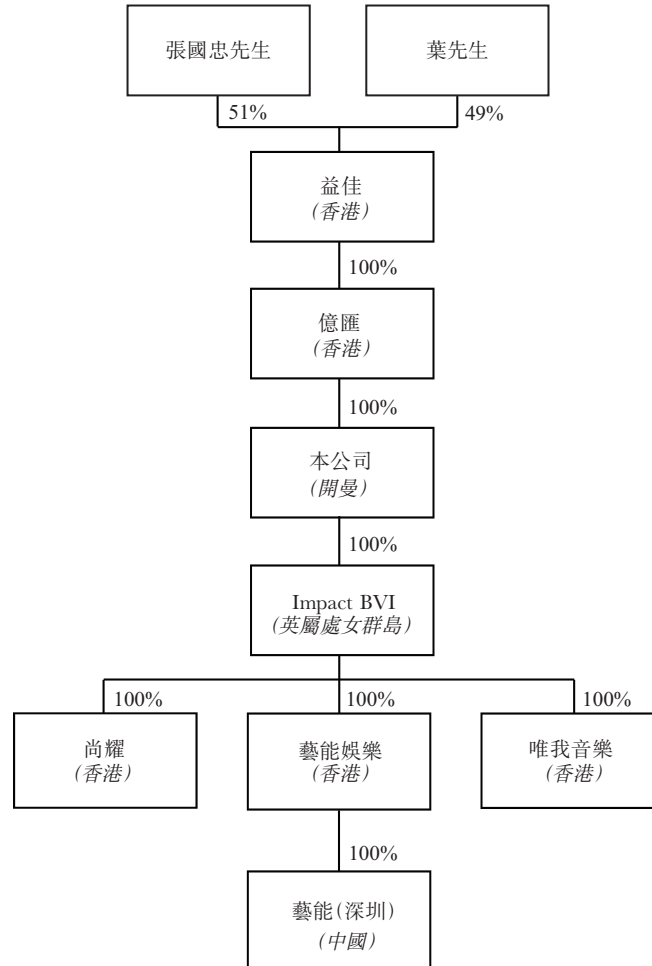 張國忠先生
葉先生
51%
49%
益佳
(香港)
100%
億匯
(香港)
100%
本公司
(開曼)
100%
Impact BVI
(英屬處女群島)
100%
100%
100%
尚耀
(香港)
藝能娛樂
(香港)
唯我音樂
(香港)
100%
藝能(深圳)
(中國)